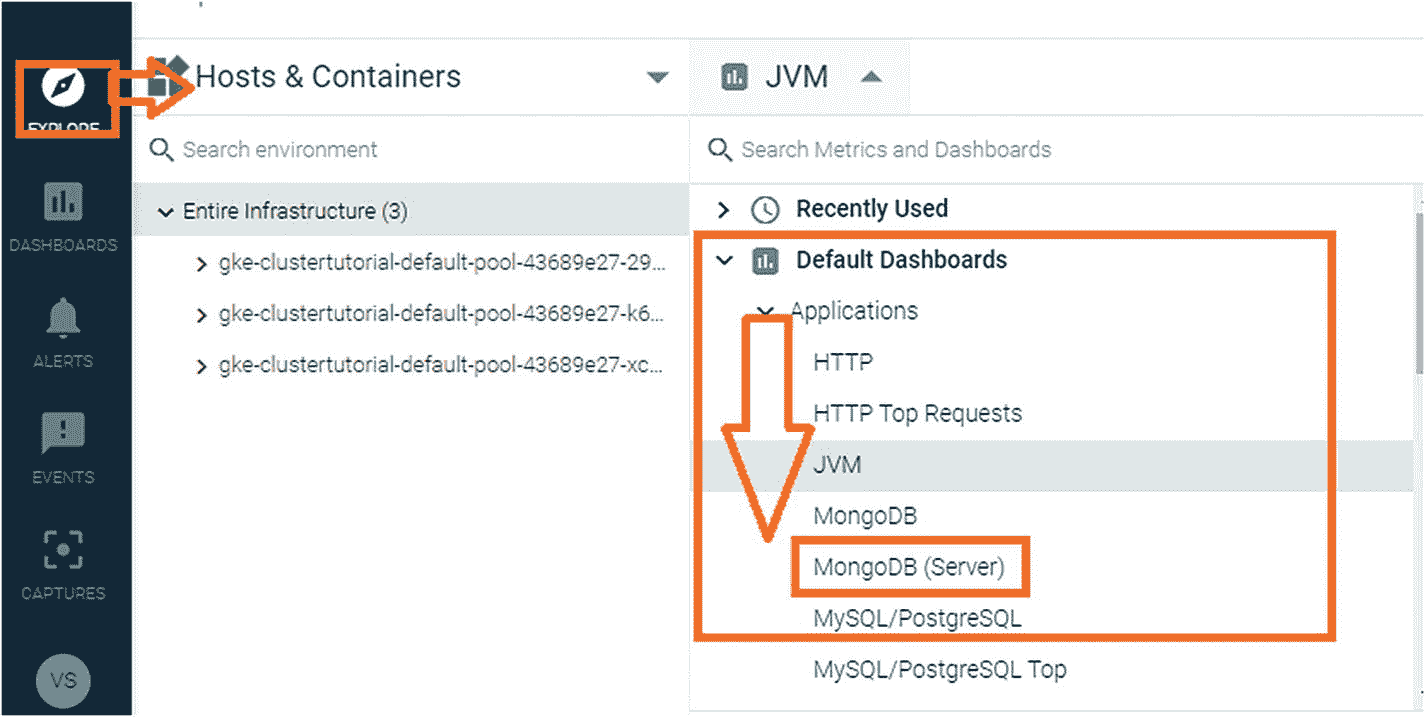 EXPLORE
DASHBOARDS
ALERTS
EVENTS
CAPTURES
VS
Hosts & Containers
Search environment
Entire Infrastructure (3)
gke-clustertutorial-default-pool-43689e27-29...
gke-clustertutorial-default-pool-43689e27-k6...
gke-clustertutorial-default-pool-43689e27-xc...
JVM
Search Metrics and Dashboards
Recently Used
Default Dashboards
Applications
HTTP
HTTP Top Requests
JVM
MongoDB
MongoDB (Server)
MySQL/PostgreSQL
MySQL/PostgreSQL Top